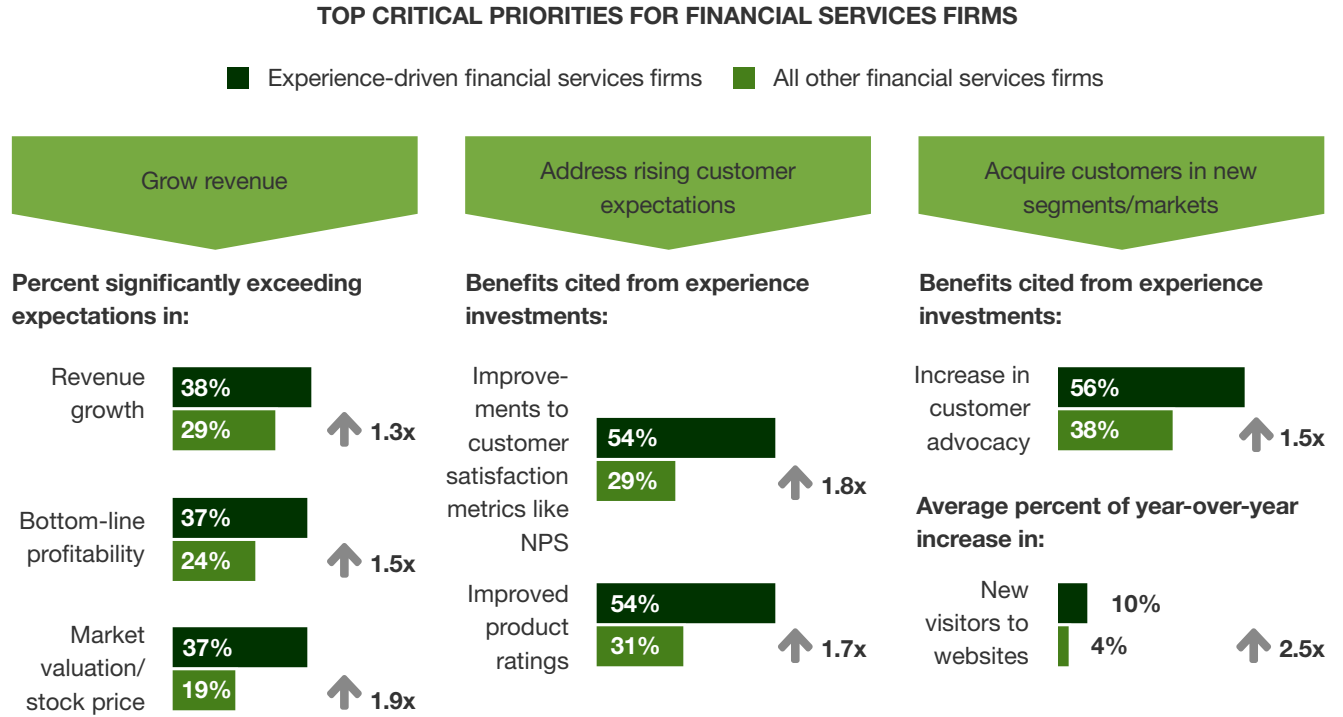 TOP CRITICAL PRIORITIES FOR FINANCIAL SERVICES FIRMS
Experience-driven financial services firms
All other financial services firms
Grow revenue
Percent significantly exceeding
expectations in:
Revenue
growth
38%
29%
1.3x
Bottom-line
profitability
37%
24%
1.5x
Market
valuation/
stock price
37%
19%
1.9x
Address rising customer
expectations
Benefits cited from experience
investments:
Improve-
ments to
customer
satisfaction
metrics like
NPS
54%
29%
1.8x
Improved
product
ratings
54%
31%
1.7x
Acquire customers in new
segments/markets
Benefits cited from experience
investments:
Increase in
customer
advocacy
56%
38%
1.5x
Average percent of year-over-year
increase in:
New
visitors to
websites
10%
4%
2.5x